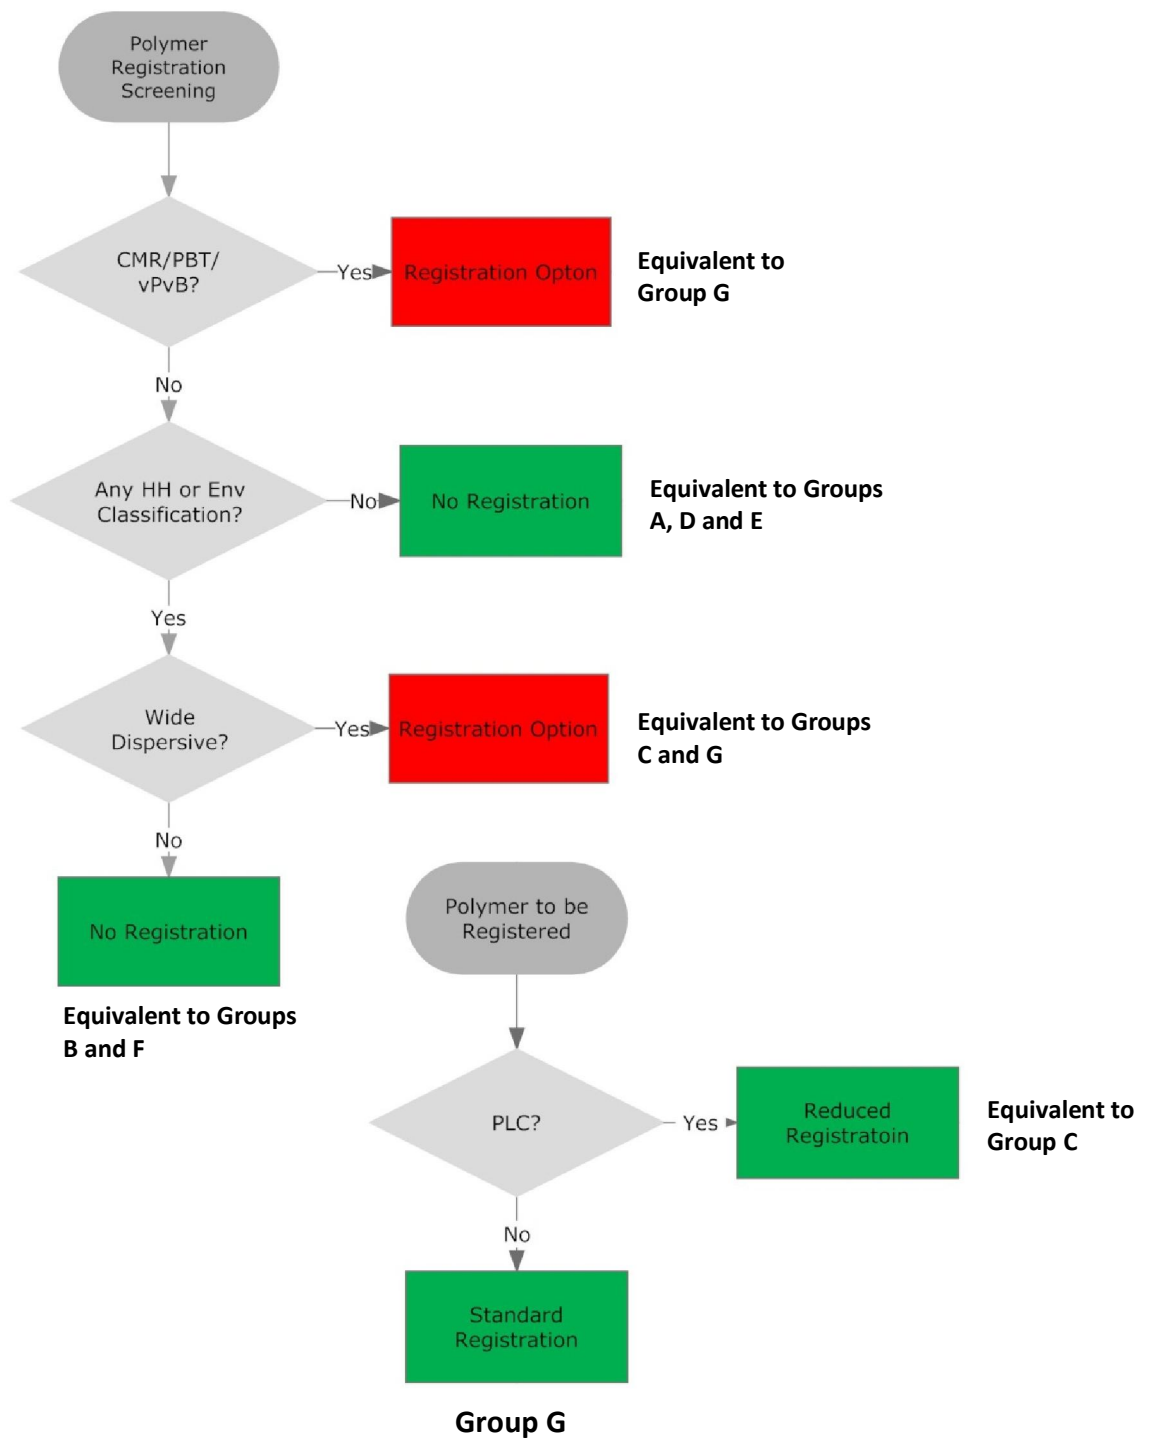 Polymer
Registration
Screening
CMR/PBT/
vPvB?
Yes
Registration Opton
Equivalent to
Group G
No
Any HH or Env
Classification?
No
No Registration
Equivalent to Groups
A, D and E
Yes
Wide
Dispersive?
Yes
Registration Option
Equivalent to Groups
C and G
No
No Registration
Equivalent to Groups
B and F
Polymer to be
Registered
PLC?
Yes
Reduced
Registratoin
Equivalent to
Group C
No
Standard
Registration
Group G